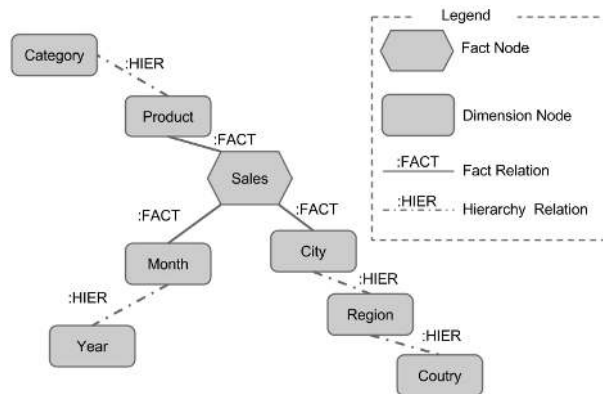 Legend
Category
:HIER
Fact Node
Product
:FACT
Dimension Node
Sales
:FACT
Fact Relation
:FACT
:FACT
:HIER
Hierarchy Relation
Month
City
:HIER
:HIER
Region
Year
:HIER
Coutry